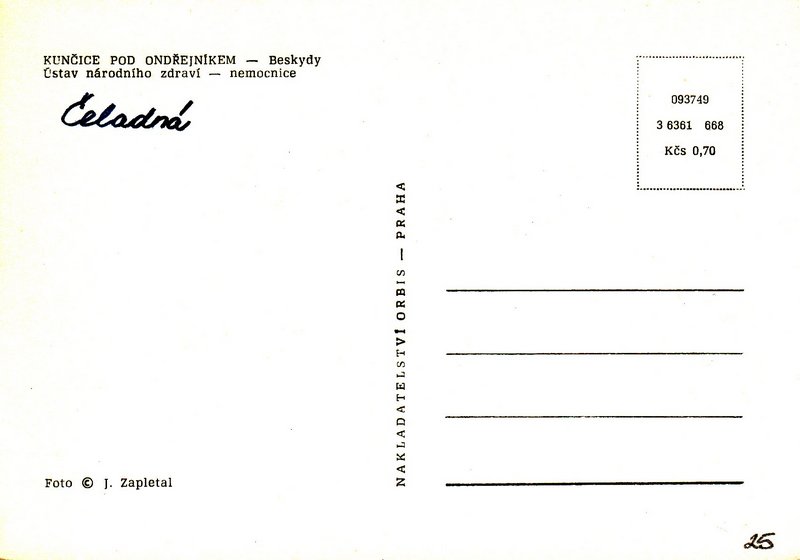 KUNČICE POD ONDŘEJNÍKEM — Beskydy
Ústav národního zdraví — nemocnice
Čeladná
093749
3 6361 668
Kčs 0,70
NAKLADATELSTVÍ ORBIS — PRAHA
Foto © J. Zapletal
25